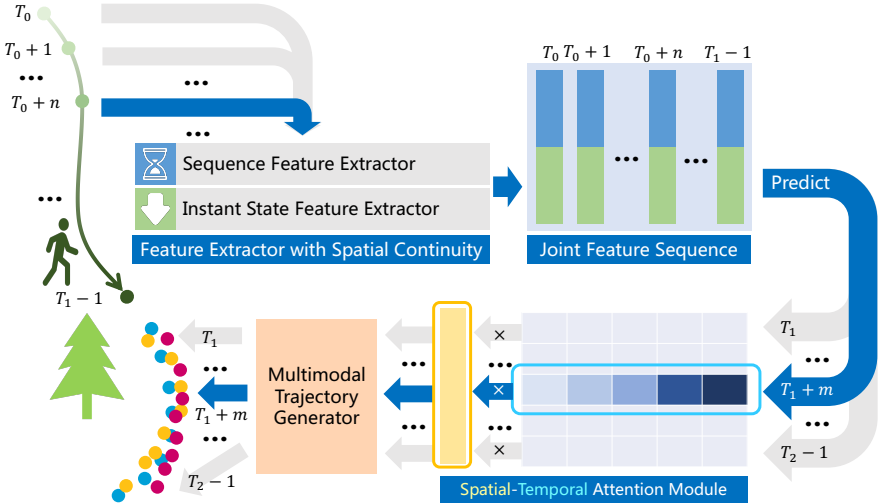 T₀
T₀ + 1
...
T₀ + n
...
...
...
T₁ − 1
Sequence Feature Extractor
Instant State Feature Extractor
Feature Extractor with Spatial Continuity
T₀ T₀ + 1 T₀ + n T₁ − 1
... ...
Joint Feature Sequence
Predict
T₁
...
T₁ + m
...
T₂ − 1
×
...
×
...
×
Spatial-Temporal Attention Module
...
...
Multimodal
Trajectory
Generator
T₁
...
T₁ + m
...
T₂ − 1